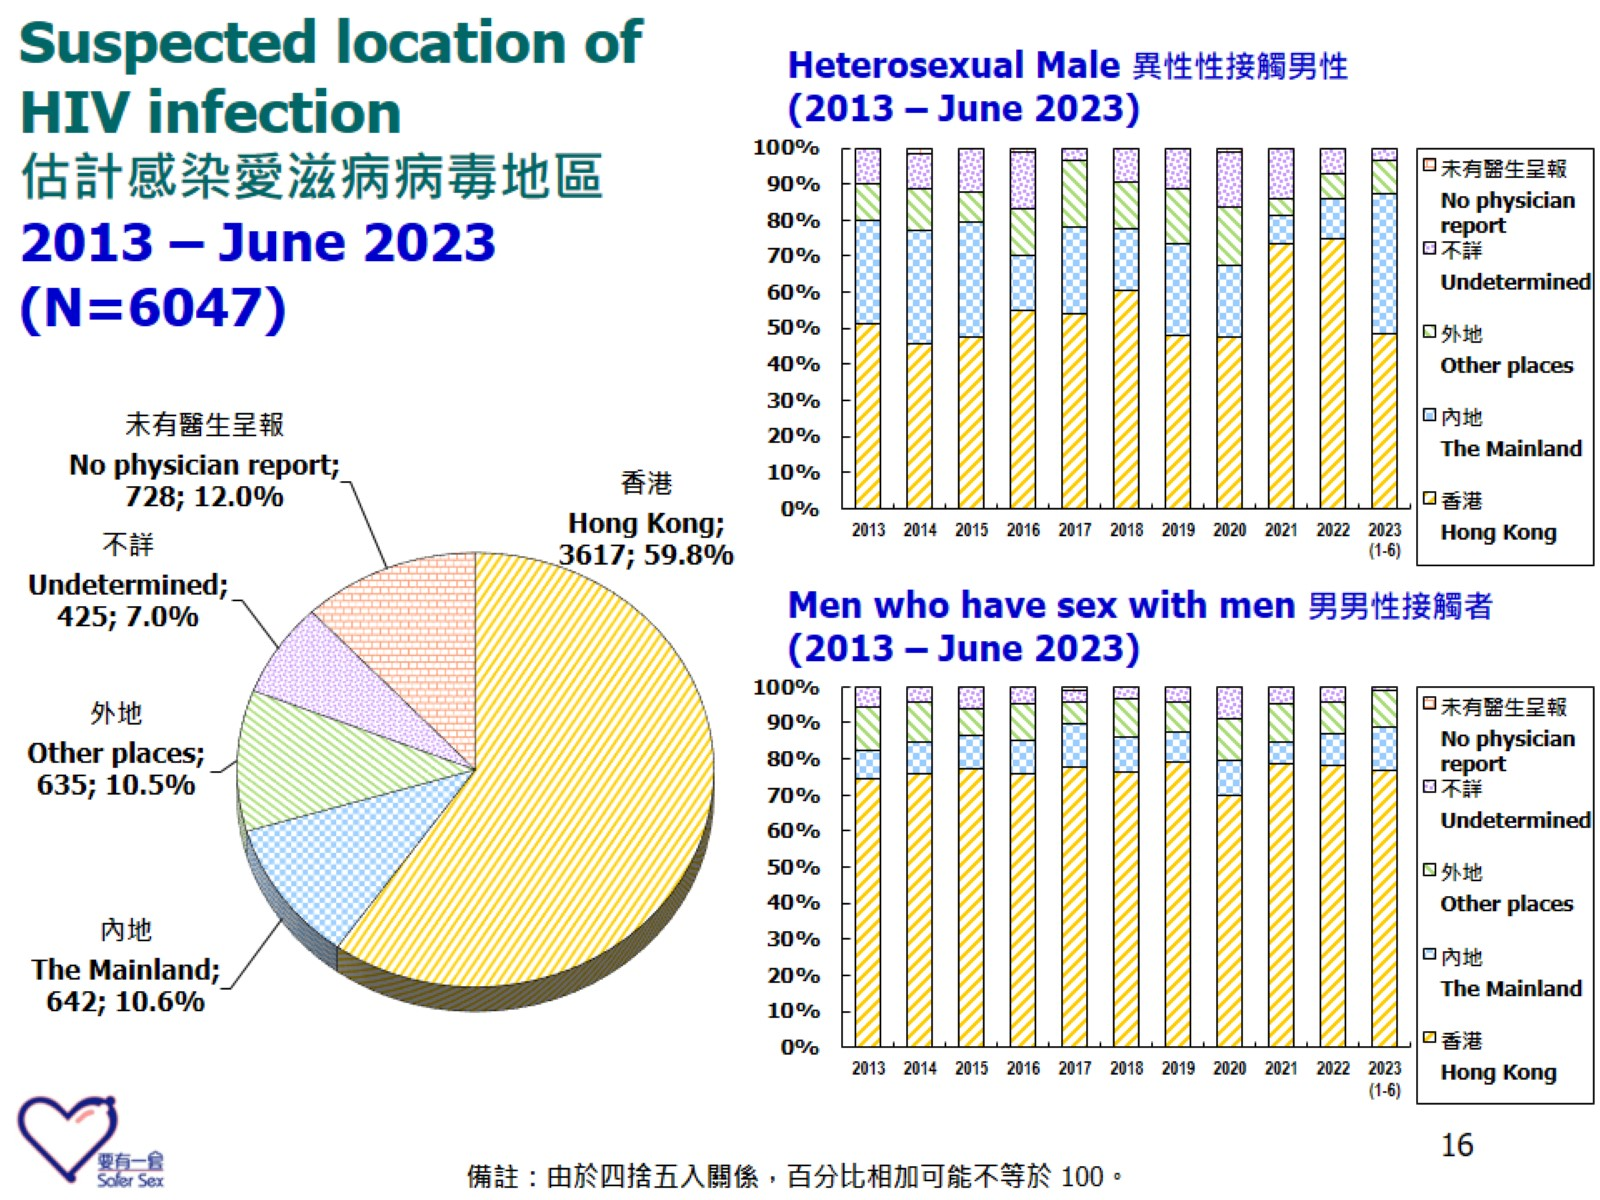 Suspected location of
HIV infection
估計感染愛滋病病毒地區
2013 – June 2023
(N=6047)
未有醫生呈報
No physician report;
728; 12.0%
香港
Hong Kong;
3617; 59.8%
不詳
Undetermined;
425; 7.0%
外地
Other places;
635; 10.5%
內地
The Mainland;
642; 10.6%
Heterosexual Male 異性性接觸男性
(2013 – June 2023)
100%
90%
80%
70%
60%
50%
40%
30%
20%
10%
0%
2013 2014 2015 2016 2017 2018 2019 2020 2021 2022 2023
(1-6)
未有醫生呈報
No physician
report
不詳
Undetermined
外地
Other places
內地
The Mainland
香港
Hong Kong
Men who have sex with men 男男性接觸者
(2013 – June 2023)
100%
90%
80%
70%
60%
50%
40%
30%
20%
10%
0%
2013 2014 2015 2016 2017 2018 2019 2020 2021 2022 2023
(1-6)
未有醫生呈報
No physician
report
不詳
Undetermined
外地
Other places
內地
The Mainland
香港
Hong Kong
要有一套
Safer Sex
備註：由於四捨五入關係，百分比相加可能不等於 100。
16